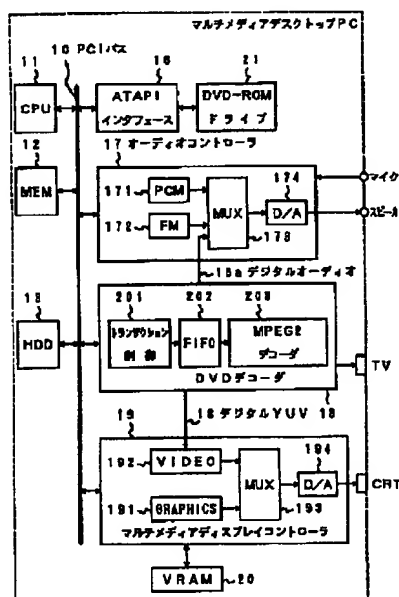 マルチメディアデスクトップPC
10 PCIバス
11
CPU
16
ATAPI
インタフェース
21
DVD-ROM
ドライブ
12
MEM
17 オーディオコントローラ
171
PCM
172
FM
MUX
173
174
D/A
マイク
15a デジタルオーディオ
13
HDD
201
トランザクション
制御
202
FIFO
203
MPEG2
デコーダ
DVDデコーダ
18
TV
16 デジタルYUV
19
192
VIDEO
191
GRAPHICS
MUX
193
194
D/A
CRT
マルチメディアディスプレイコントローラ
VRAM
20